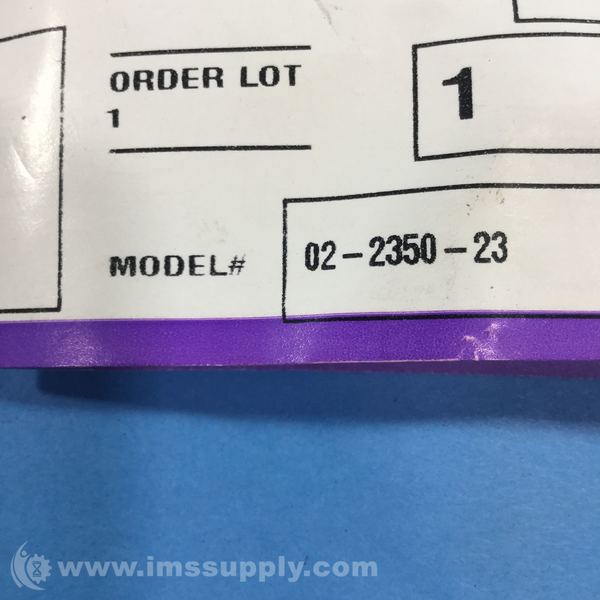 ORDER LOT
1
1
MODEL# 02-2350-23
www.imssupply.com